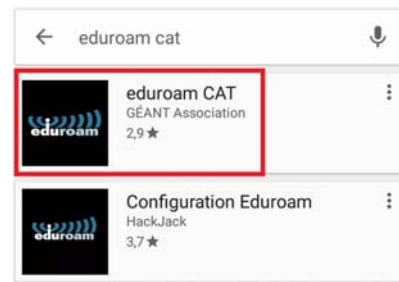 eduroam cat
eduroam
eduroam CAT
GÉANT Association
2,9 ★
eduroam
Configuration Eduroam
HackJack
3,7 ★